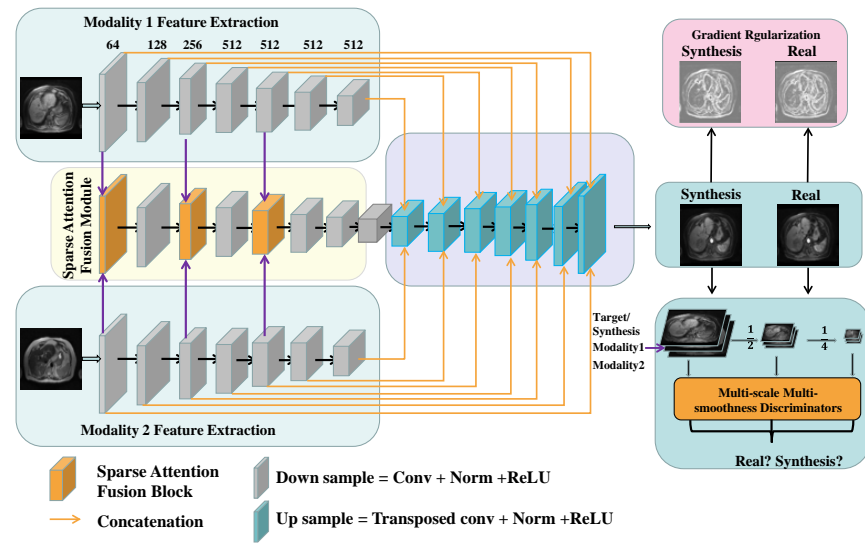 Modality 1 Feature Extraction
64 128 256 512 512 512 512
Sparse Attention
Fusion Module
Modality 2 Feature Extraction
Gradient Rgularization
Synthesis Real
Synthesis Real
Target/
Synthesis
Modality1
Modality2
1/2
1/4
Multi-scale Multi-
smoothness Discriminators
Real? Synthesis?
Sparse Attention
Fusion Block
Down sample = Conv + Norm +ReLU
Concatenation
Up sample = Transposed conv + Norm +ReLU